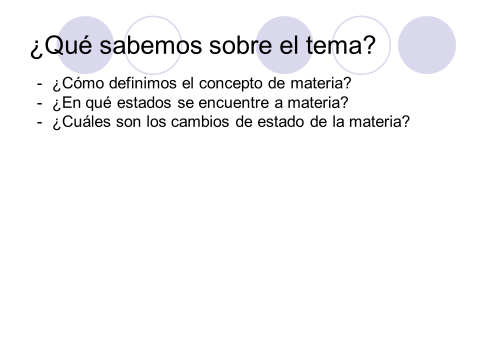 ¿Qué sabemos sobre el tema?
- ¿Cómo definimos el concepto de materia?
- ¿En qué estados se encuentre a materia?
- ¿Cuáles son los cambios de estado de la materia?